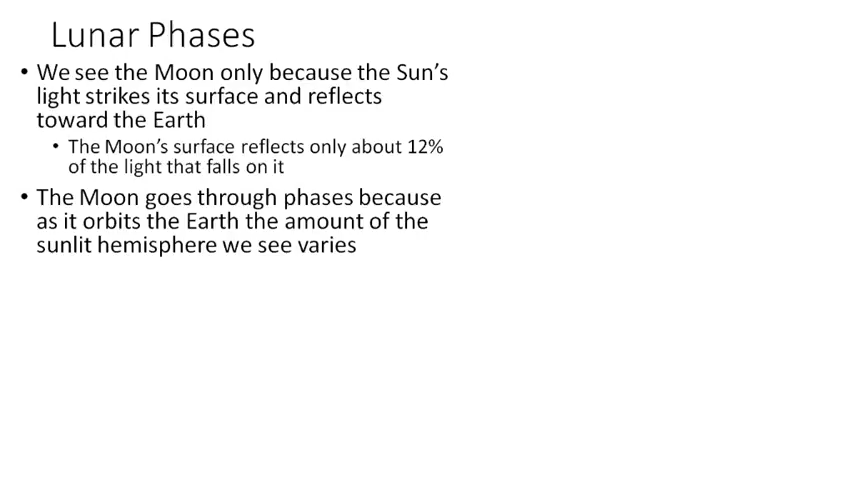 Lunar Phases
• We see the Moon only because the Sun’s
light strikes its surface and reflects
toward the Earth
• The Moon’s surface reflects only about 12%
of the light that falls on it
• The Moon goes through phases because
as it orbits the Earth the amount of the
sunlit hemisphere we see varies